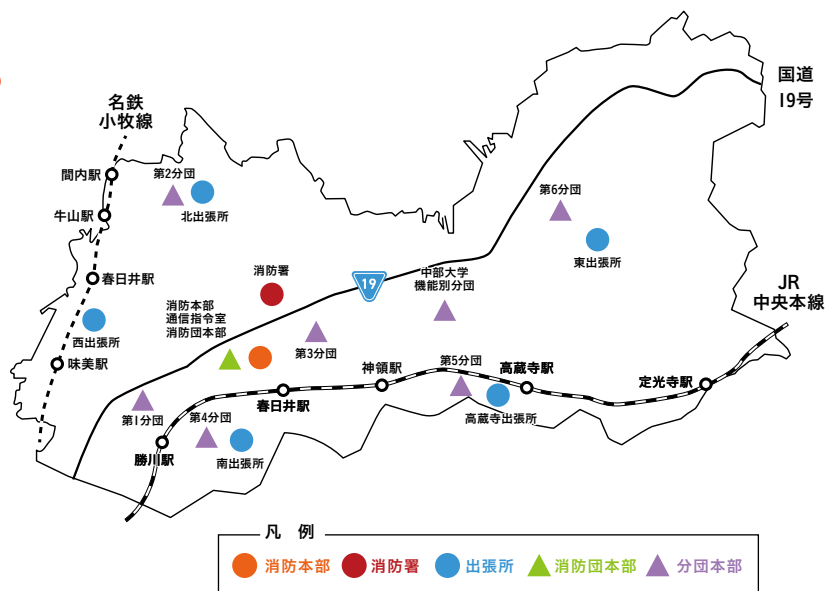 国道
19号
名鉄
小牧線
間内駅
第2分団
北出張所
牛山駅
第6分団
東出張所
春日井駅
消防署
19
中部大学
機能別分団
JR
中央本線
西出張所
消防本部
通信指令室
消防団本部
第3分団
味美駅
神領駅
第5分団
高蔵寺駅
定光寺駅
春日井駅
高蔵寺出張所
第1分団
第4分団
勝川駅
南出張所
凡 例
消防本部
消防署
出張所
消防団本部
分団本部